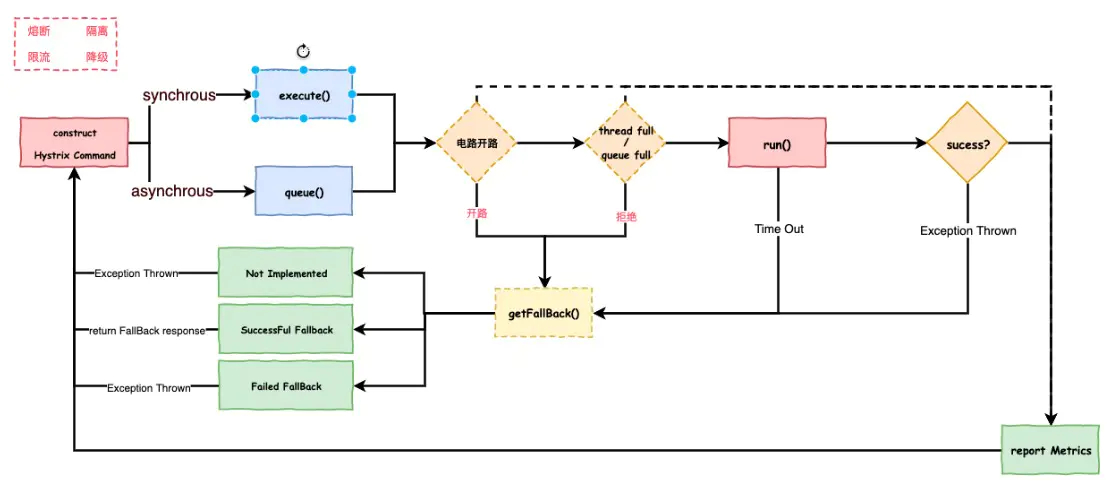 熔断 隔离
限流 降级
synchrous
execute()
construct
Hystrix Command
asynchrous
queue()
电路开路
thread full
/
queue full
run()
sucess?
开路
拒绝
Time Out
Exception Thrown
Exception Thrown
Not Implemented
getFallBack()
return FallBack response
SuccessFul Fallback
Exception Thrown
Failed FallBack
report Metrics